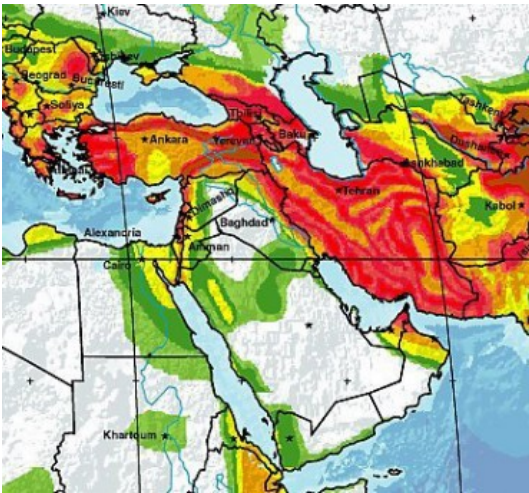 Kiev
Budapest
Kishinev
Beograd
Bucaresti
Sofiya
Tbilisi
Tashkent
Ankara
Yerevan
Baku
Dushanbe
Ashkhabad
Tehran
Dimashq
Kabol
Baghdad
Alexandria
Amman
Cairo
Khartoum